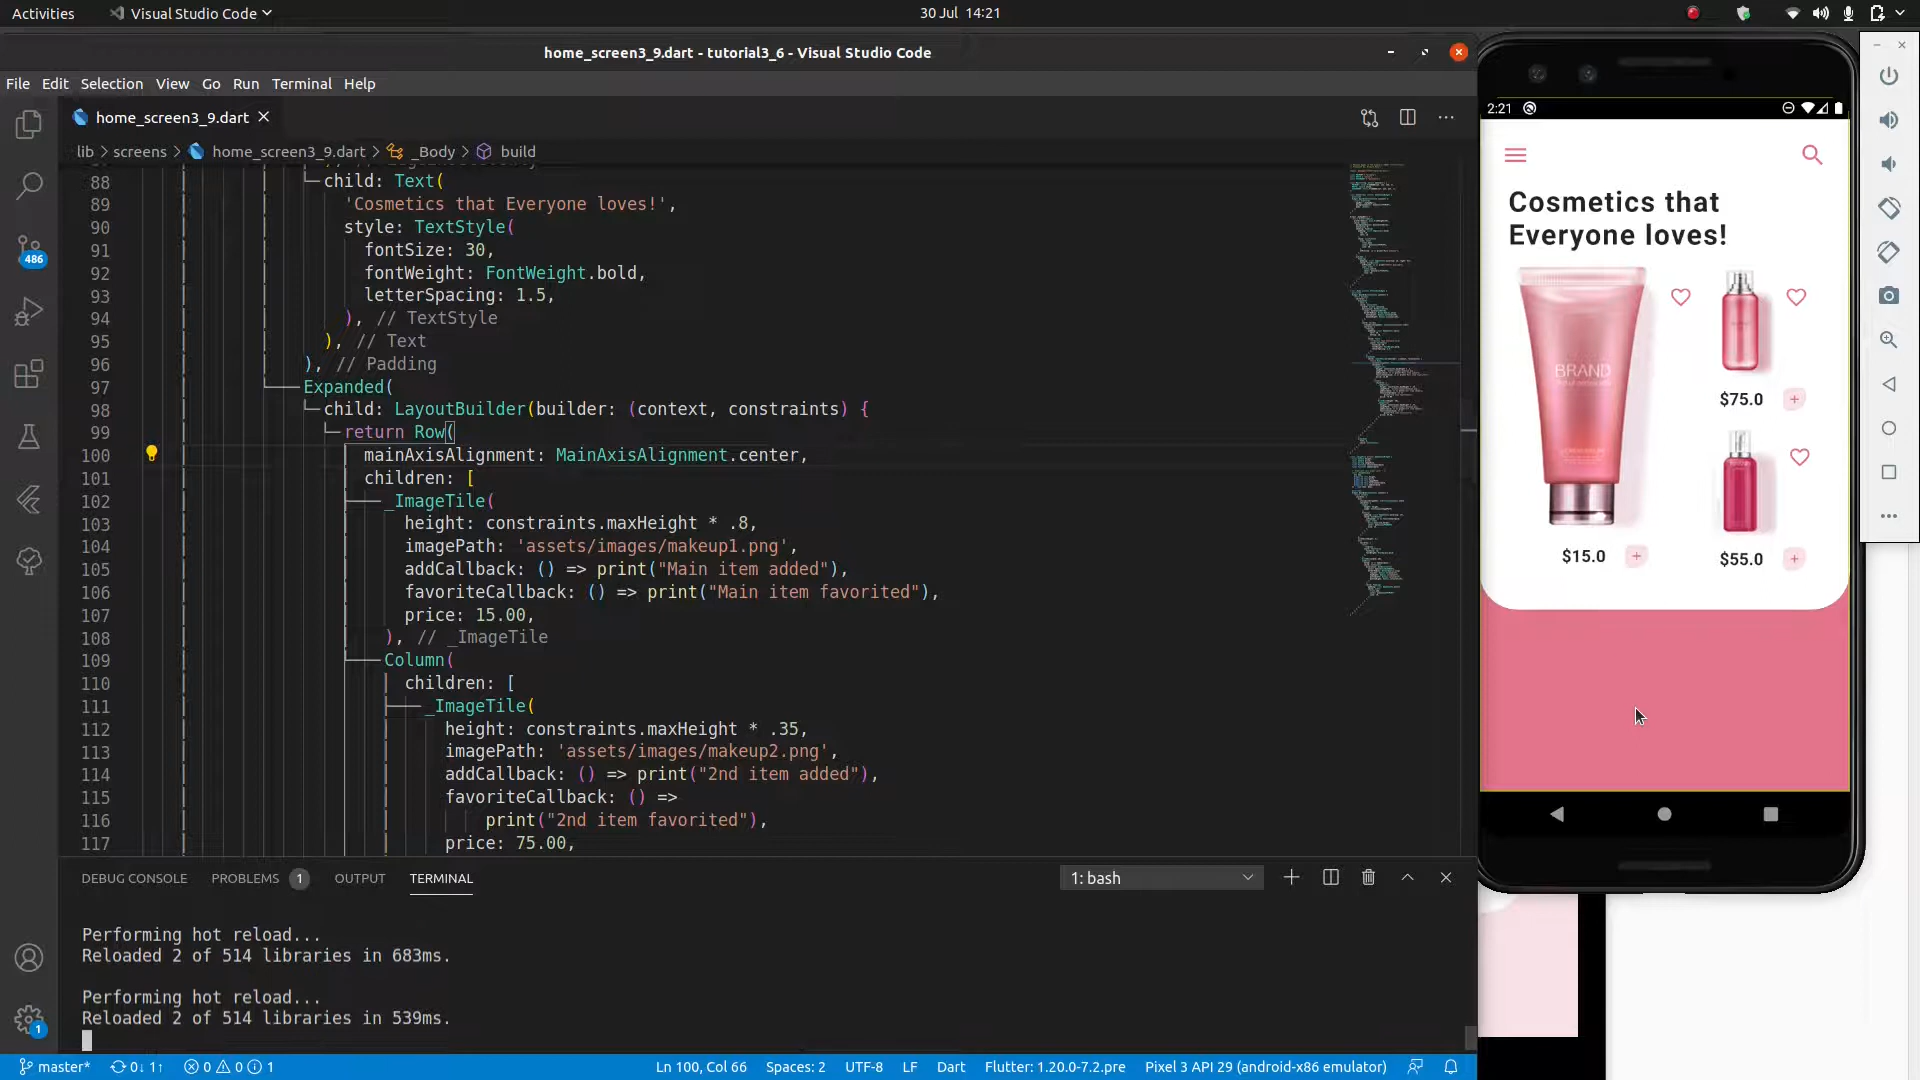 Activities
Visual Studio Code
30 Jul 14:21
home_screen3_9.dart - tutorial3_6 - Visual Studio Code
File Edit Selection View Go Run Terminal Help
home_screen3_9.dart
lib > screens > home_screen3_9.dart > _Body > build
88 child: Text(
89 'Cosmetics that Everyone loves!',
90 style: TextStyle(
91 fontSize: 30,
92 fontWeight: FontWeight.bold,
93 letterSpacing: 1.5,
94 ), // TextStyle
95 ), // Text
96 ), // Padding
97 Expanded(
98 child: LayoutBuilder(builder: (context, constraints) {
99 return Row(
100 mainAxisAlignment: MainAxisAlignment.center,
101 children: [
102 _ImageTile(
103 height: constraints.maxHeight * .8,
104 imagePath: 'assets/images/makeup1.png',
105 addCallback: () => print("Main item added"),
106 favoriteCallback: () => print("Main item favorited"),
107 price: 15.00,
108 ), // _ImageTile
109 Column(
110 children: [
111 _ImageTile(
112 height: constraints.maxHeight * .35,
113 imagePath: 'assets/images/makeup2.png',
114 addCallback: () => print("2nd item added"),
115 favoriteCallback: () =>
116 print("2nd item favorited"),
117 price: 75.00,
486
DEBUG CONSOLE PROBLEMS 1 OUTPUT TERMINAL
1: bash
Performing hot reload...
Reloaded 2 of 514 libraries in 683ms.
Performing hot reload...
Reloaded 2 of 514 libraries in 539ms.
1
master* 0↓ 1↑ 0 0 1
Ln 100, Col 66 Spaces: 2 UTF-8 LF Dart Flutter: 1.20.0-7.2.pre Pixel 3 API 29 (android-x86 emulator)
2:21
Cosmetics that
Everyone loves!
BRAND
$75.0 +
$15.0 +
$55.0 +